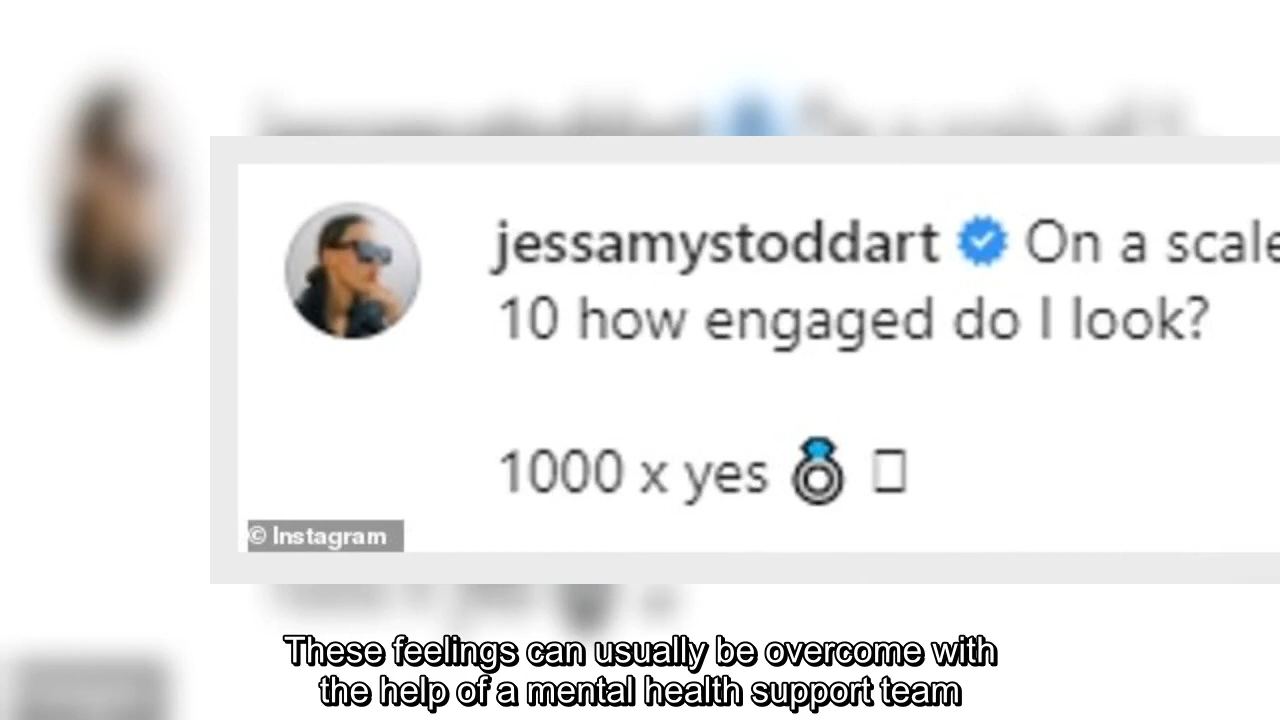 jessamystoddart On a scale
10 how engaged do I look?
1000 x yes
© Instagram
These feelings can usually be overcome with
the help of a mental health support team